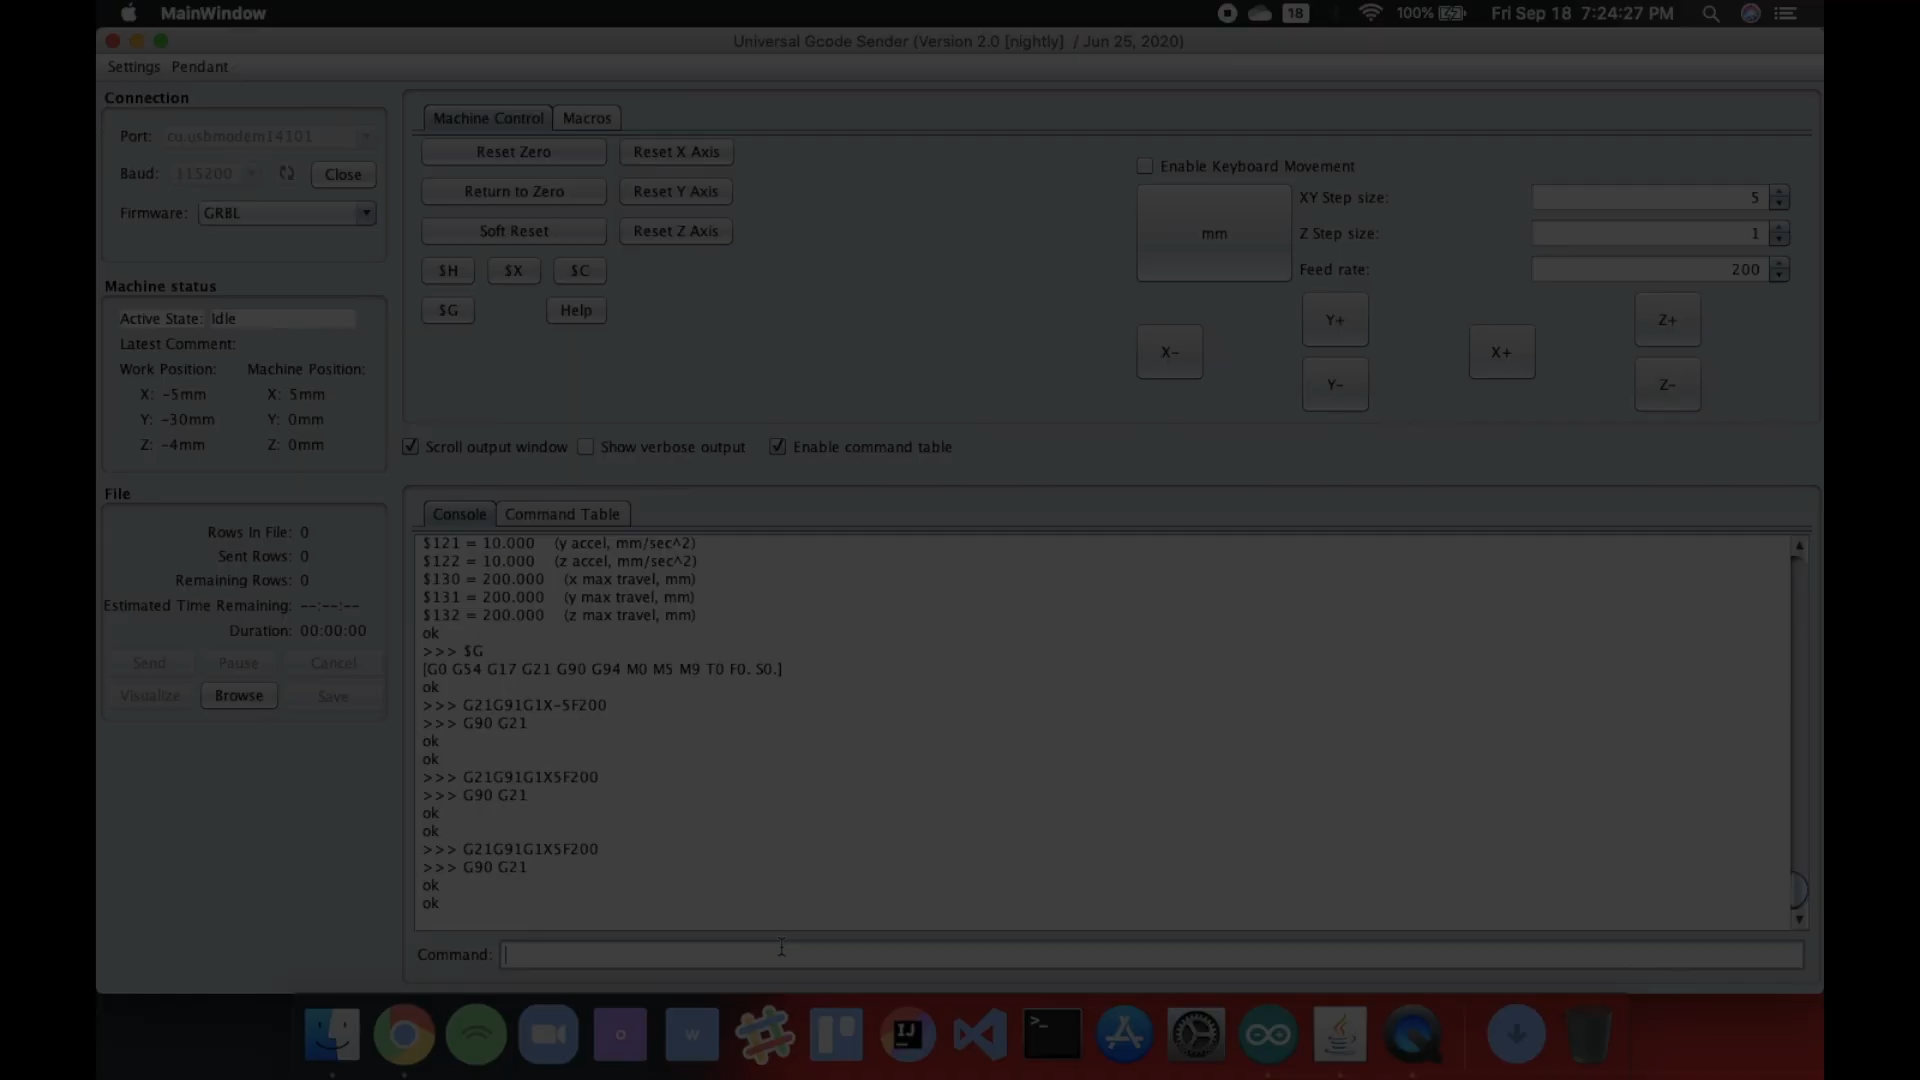 MainWindow
18
100%
Fri Sep 18 7:24:27 PM
Universal Gcode Sender (Version 2.0 [nightly] / Jun 25, 2020)
Settings Pendant
Connection
Port: cu.usbmodem14101
Baud: 115200 Close
Firmware: GRBL
Machine status
Active State: Idle
Latest Comment:
Work Position: Machine Position:
X: -5mm X: 5mm
Y: -30mm Y: 0mm
Z: -4mm Z: 0mm
File
Rows In File: 0
Sent Rows: 0
Remaining Rows: 0
Estimated Time Remaining: --:--:--
Duration: 00:00:00
Send Pause Cancel
Visualize Browse Save
Machine Control Macros
Reset Zero Reset X Axis
Return to Zero Reset Y Axis
Soft Reset Reset Z Axis
$H $X $C
$G Help
Enable Keyboard Movement
mm
XY Step size: 5
Z Step size: 1
Feed rate: 200
Y+ Z+
X- X+
Y- Z-
Scroll output window Show verbose output Enable command table
Console Command Table
$121 = 10.000 (y accel, mm/sec^2)
$122 = 10.000 (z accel, mm/sec^2)
$130 = 200.000 (x max travel, mm)
$131 = 200.000 (y max travel, mm)
$132 = 200.000 (z max travel, mm)
ok
>>> $G
[G0 G54 G17 G21 G90 G94 M0 M5 M9 T0 F0. S0.]
ok
>>> G21G91G1X-5F200
>>> G90 G21
ok
ok
>>> G21G91G1X5F200
>>> G90 G21
ok
ok
>>> G21G91G1X5F200
>>> G90 G21
ok
ok
Command:
O
W
IJ
>_